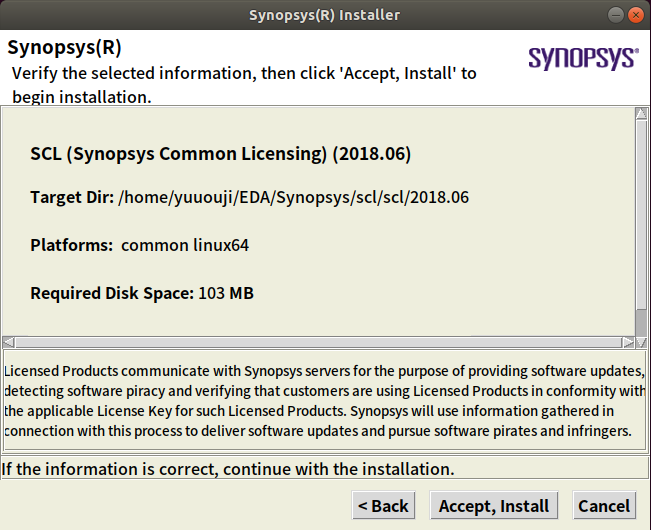 Synopsys(R) Installer
Synopsys(R)
Verify the selected information, then click 'Accept, Install' to
begin installation.
SYNOPSYS®
SCL (Synopsys Common Licensing) (2018.06)
Target Dir: /home/yuuouji/EDA/Synopsys/scl/scl/2018.06
Platforms: common linux64
Required Disk Space: 103 MB
Licensed Products communicate with Synopsys servers for the purpose of providing software updates,
detecting software piracy and verifying that customers are using Licensed Products in conformity with
the applicable License Key for such Licensed Products. Synopsys will use information gathered in
connection with this process to deliver software updates and pursue software pirates and infringers.
If the information is correct, continue with the installation.
< Back
Accept, Install
Cancel